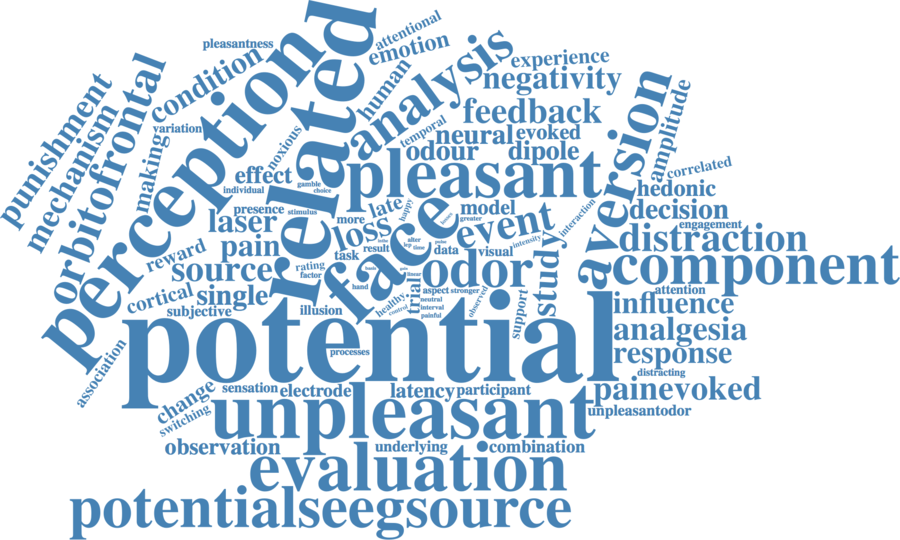 pleasantness
attentional
emotion
experience
condition
perceptiond
related
human
analysis
negativity
punishment
mechanism
orbitofrontal
making
variation
noxious
temporal
feedback
neural
evoked
odour
dipole
aversion
amplitude
correlated
effect
individual
gamble
choice
pleasant
hedonic
decision
engagement
laser
presence
stimulus
more
late
happy
face
model
greater
event
interaction
distraction
pain
loss
result
task
after
time
data
visual
intensity
reward
source
rating
factor
odor
study
component
cortical
single
subjective
illusion
hand
healthy
control
trial
linear
aspect
stronger
neutral
interval
painful
observed
support
attention
influence
analgesia
potential
processes
response
distracting
association
change
switching
sensation
electrode
latency
participant
painevoked
unpleasant
unpleasantodor
observation
underlying
combination
evaluation
potentialseegsource